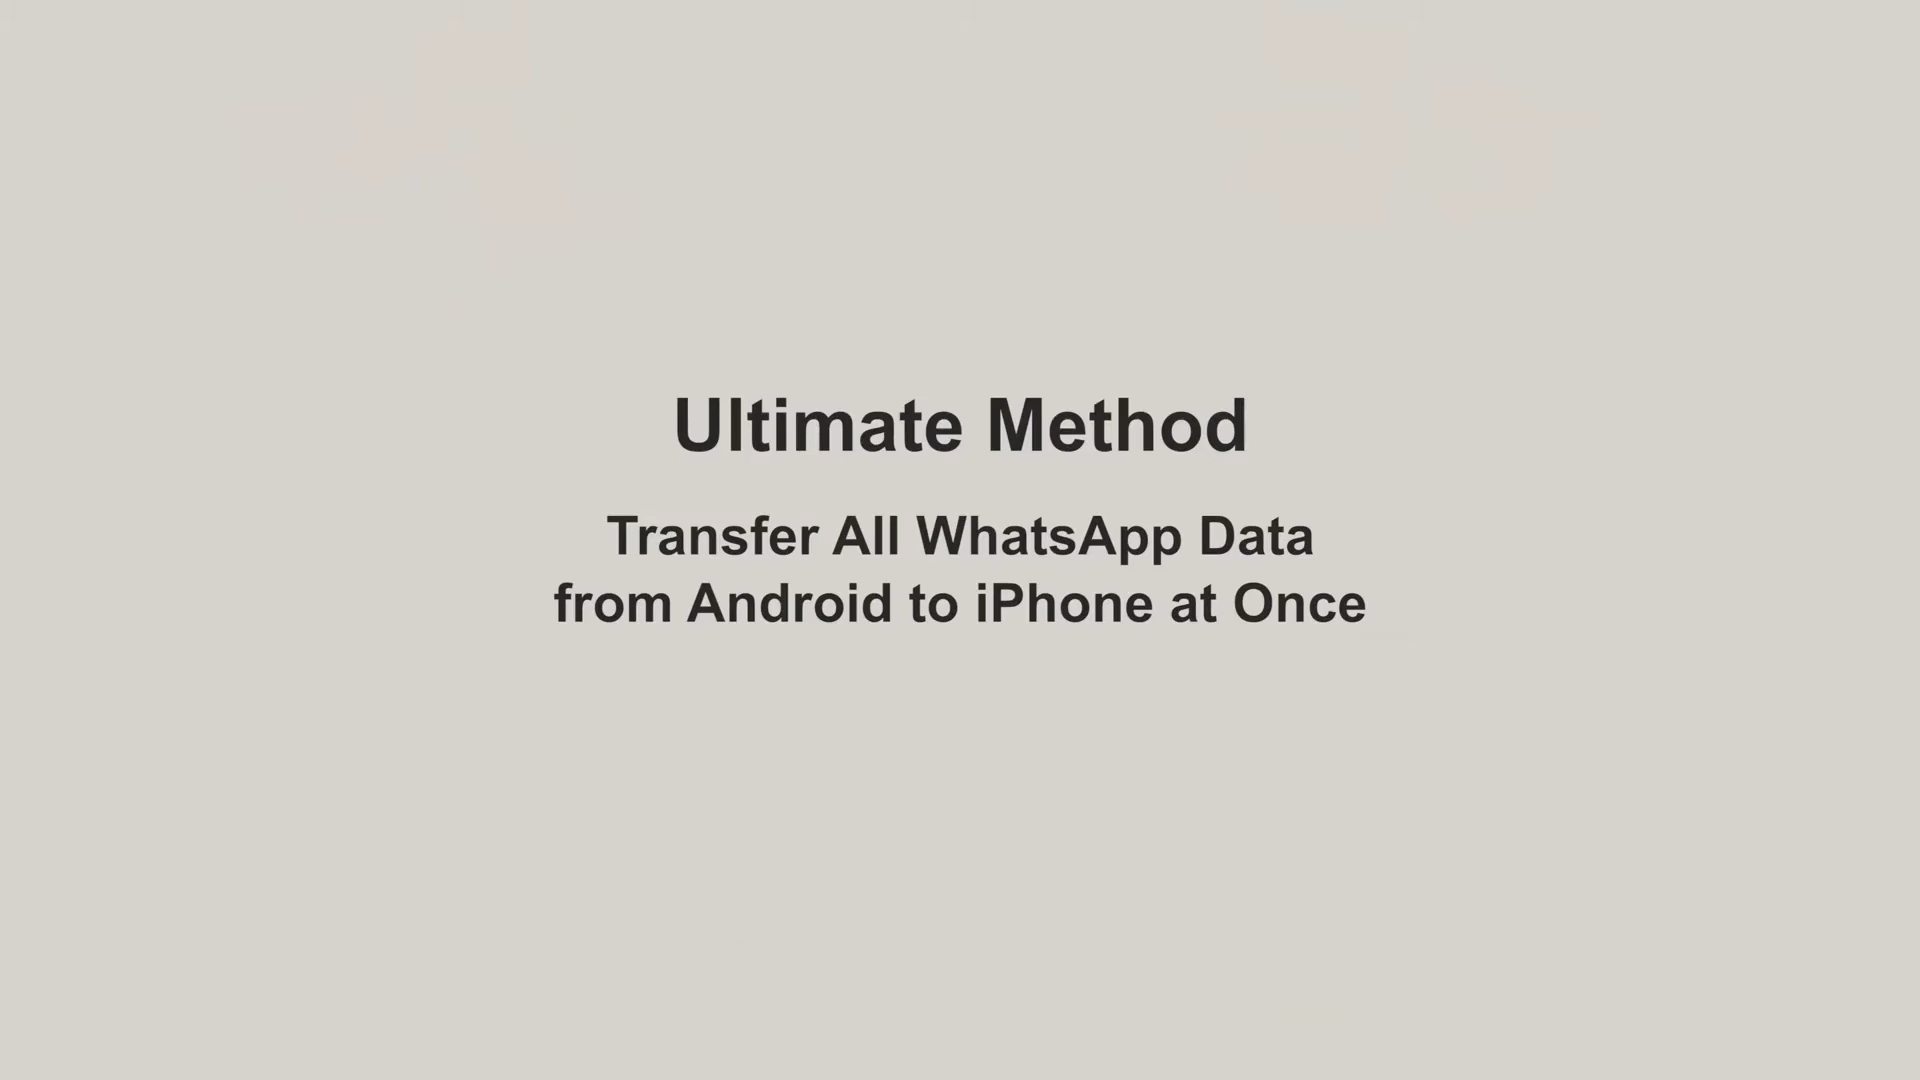 Ultimate Method
Transfer All WhatsApp Data
from Android to iPhone at Once